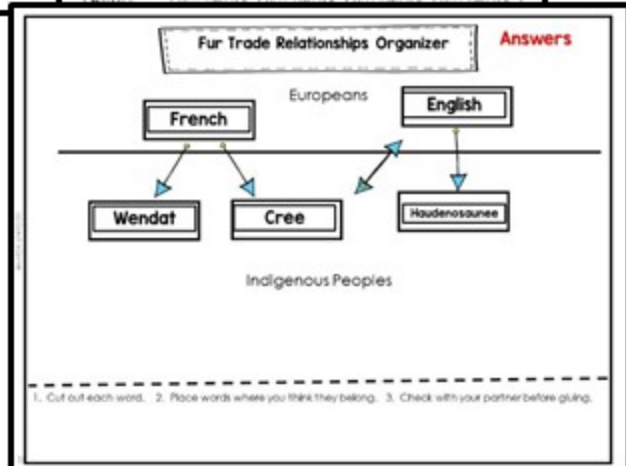 Fur Trade Relationships Organizer
Answers
Europeans
French
English
Wendat
Cree
Haudenosaunee
Indigenous Peoples
1. Cut out each word. 2. Place words where you think they belong. 3. Check with your partner before gluing.